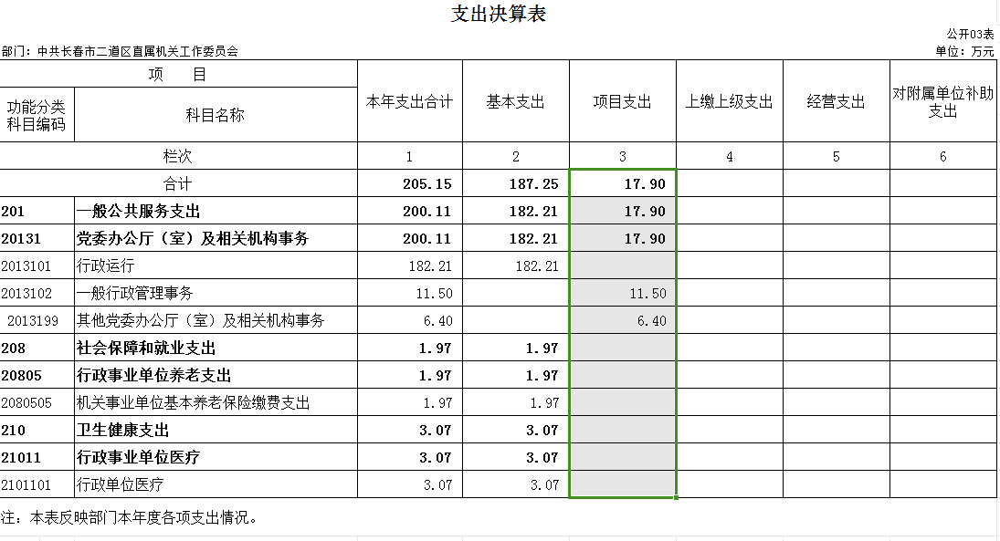 支出决算表
公开03表
部门：中共长春市二道区直属机关工作委员会 单位：万元
项 目 本年支出合计 基本支出 项目支出 上缴上级支出 经营支出 对附属单位补助支出
功能分类科目编码 科目名称
栏次 1 2 3 4 5 6
合计 205.15 187.25 17.90
201 一般公共服务支出 200.11 182.21 17.90
20131 党委办公厅（室）及相关机构事务 200.11 182.21 17.90
2013101 行政运行 182.21 182.21
2013102 一般行政管理事务 11.50 11.50
2013199 其他党委办公厅（室）及相关机构事务 6.40 6.40
208 社会保障和就业支出 1.97 1.97
20805 行政事业单位养老支出 1.97 1.97
2080505 机关事业单位基本养老保险缴费支出 1.97 1.97
210 卫生健康支出 3.07 3.07
21011 行政事业单位医疗 3.07 3.07
2101101 行政单位医疗 3.07 3.07
注：本表反映部门本年度各项支出情况。